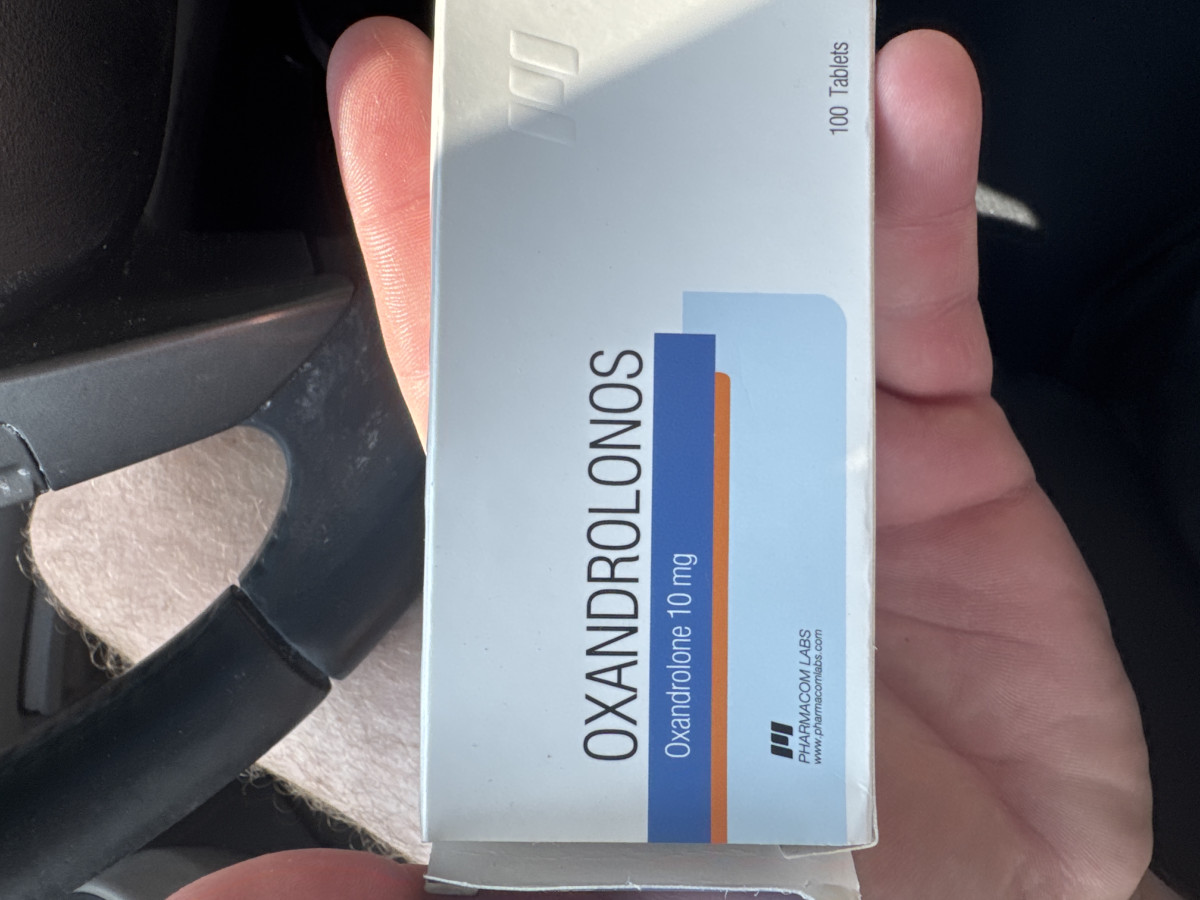 100 Tablets
OXANDROLONOS
Oxandrolone 10 mg
PHARMACOM LABS
www.pharmacomlabs.com